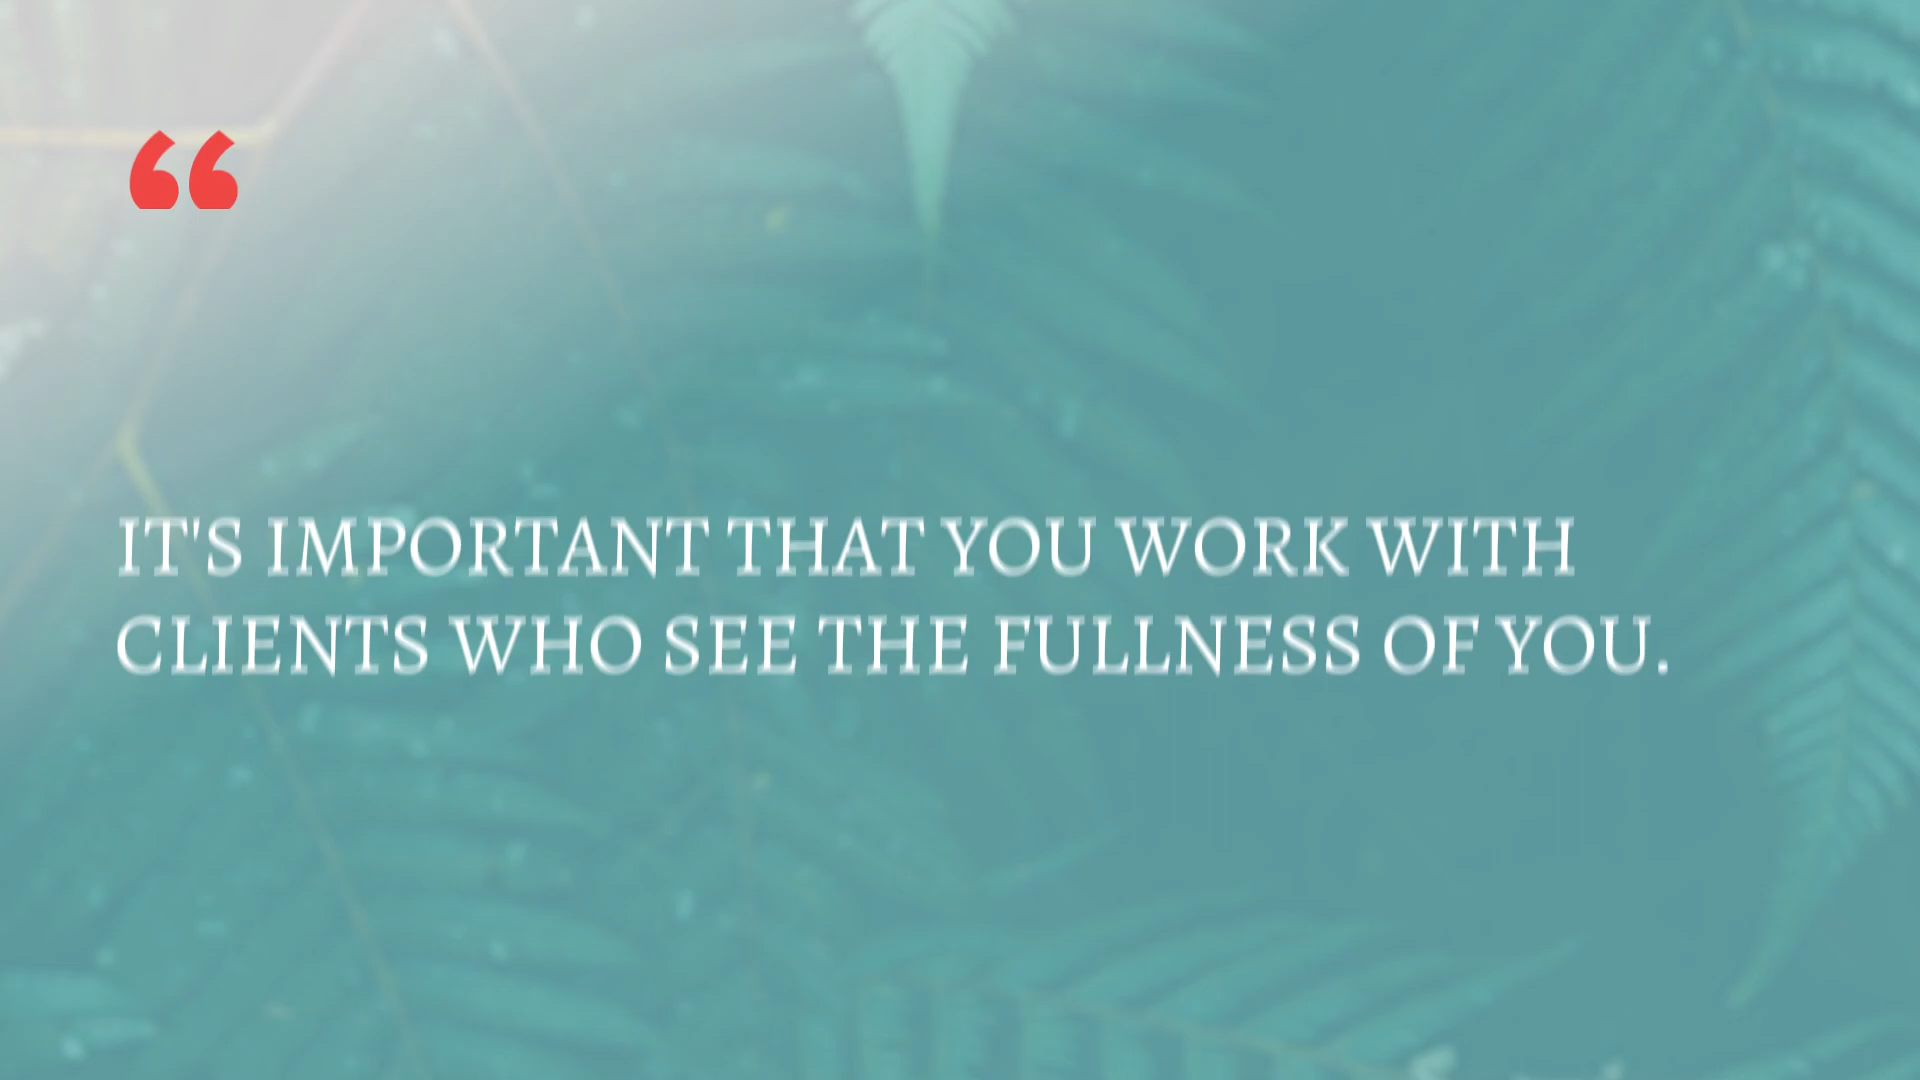 “
IT'S IMPORTANT THAT YOU WORK WITH
CLIENTS WHO SEE THE FULLNESS OF YOU.